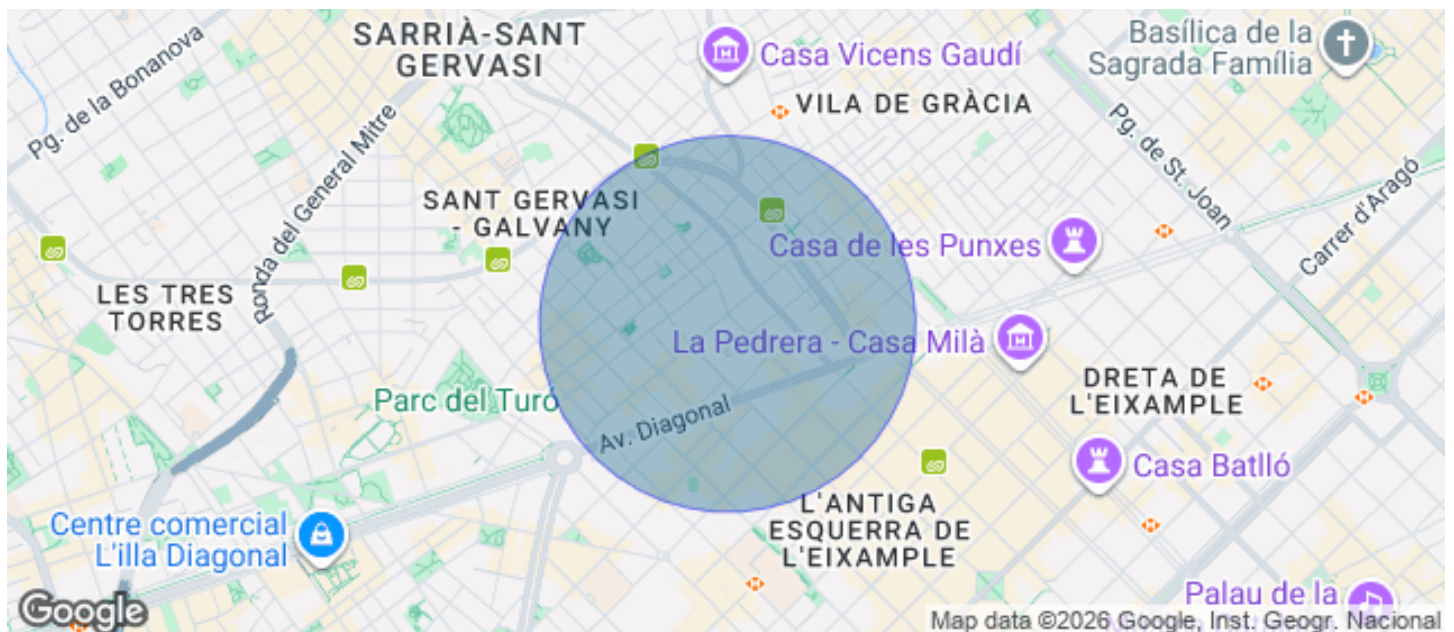 SARRIÀ-SANT
GERVASI
Pg. de la Bonanova
Casa Vicens Gaudí
Basílica de la
Sagrada Família
VILA DE GRÀCIA
Ronda del General Mitre
Pg. de St. Joan
Carrer d'Aragó
SANT GERVASI
- GALVANY
Casa de les Punxes
LES TRES
TORRES
La Pedrera - Casa Milà
DRETA DE
L'EIXAMPLE
Parc del Turó
Av. Diagonal
Casa Batlló
L'ANTIGA
ESQUERRA DE
L'EIXAMPLE
Centre comercial
L'illa Diagonal
Palau de la
Google
Map data ©2026 Google, Inst. Geogr. Nacional